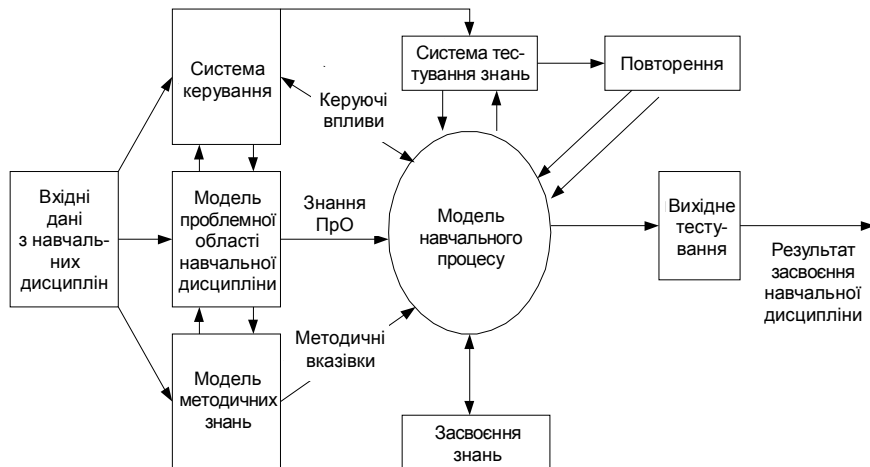 Система
керування
Система тес-
тування знань
Повторення
Керуючі
впливи
Вхідні
дані
з навчаль-
них
дисциплін
Модель
проблемної
області
навчальної
дисципліни
Знання
ПрО
Модель
навчального
процесу
Вихідне
тесту-
вання
Результат
засвоєння
навчальної
дисципліни
Методичні
вказівки
Модель
методичних
знань
Засвоєння
знань